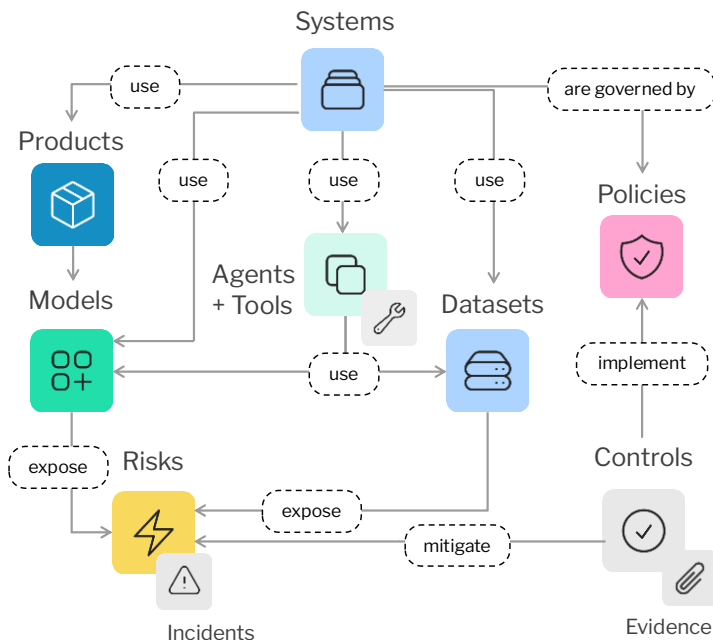 Systems
use
are governed by
Products
use
use
use
Policies
Agents
+ Tools
Datasets
Models
implement
use
Risks
Controls
expose
expose
mitigate
Incidents
Evidence